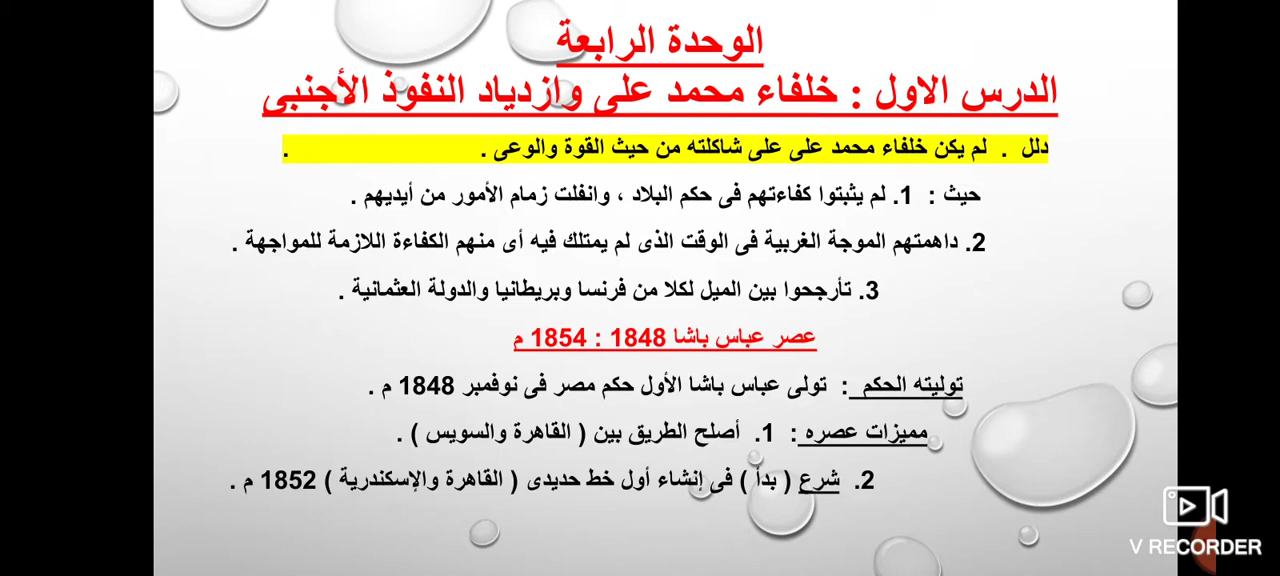 الوحدة الرابعة
الدرس الاول : خلفاء محمد على وازدياد النفوذ الأجنبى
دلل . لم يكن خلفاء محمد على على شاكلته من حيث القوة والوعى . .
حيث : 1. لم يثبتوا كفاءتهم فى حكم البلاد ، وانفلت زمام الأمور من أيديهم .
2. داهمتهم الموجة الغربية فى الوقت الذى لم يمتلك فيه أى منهم الكفاءة اللازمة للمواجهة .
3. تأرجحوا بين الميل لكلا من فرنسا وبريطانيا والدولة العثمانية .
عصر عباس باشا 1848 : 1854 م
توليته الحكم : تولى عباس باشا الأول حكم مصر فى نوفمبر 1848 م .
مميزات عصره : 1. أصلح الطريق بين ( القاهرة والسويس ) .
2. شرع ( بدأ ) فى إنشاء أول خط حديدى ( القاهرة والإسكندرية ) 1852 م .
V RECORDER